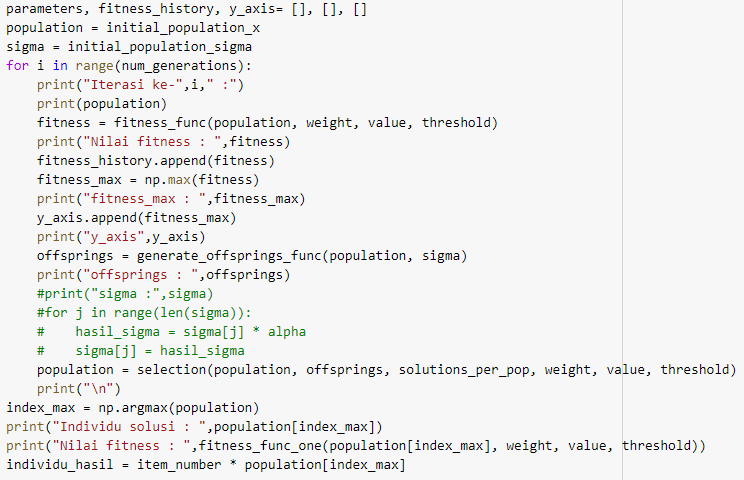 parameters, fitness_history, y_axis= [], [], []
population = initial_population_x
sigma = initial_population_sigma
for i in range(num_generations):
    print("Iterasi ke-",i," :")
    print(population)
    fitness = fitness_func(population, weight, value, threshold)
    print("Nilai fitness : ",fitness)
    fitness_history.append(fitness)
    fitness_max = np.max(fitness)
    print("fitness_max : ",fitness_max)
    y_axis.append(fitness_max)
    print("y_axis",y_axis)
    offsprings = generate_offsprings_func(population, sigma)
    print("offsprings : ",offsprings)
    #print("sigma :",sigma)
    #for j in range(len(sigma)):
    #    hasil_sigma = sigma[j] * alpha
    #    sigma[j] = hasil_sigma
    population = selection(population, offsprings, solutions_per_pop, weight, value, threshold)
    print("\n")
index_max = np.argmax(population)
print("Individu solusi : ",population[index_max])
print("Nilai fitness : ",fitness_func_one(population[index_max], weight, value, threshold))
individu_hasil = item_number * population[index_max]